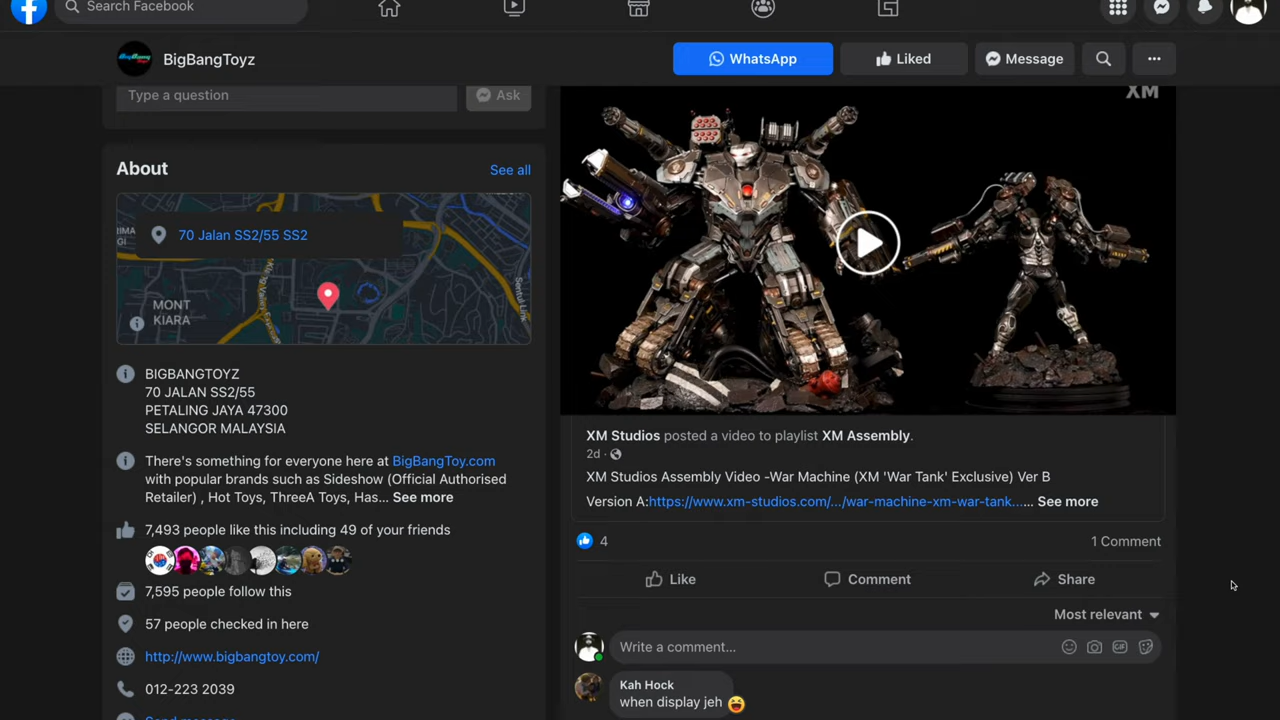 Search Facebook
BigBangToyz
WhatsApp
Liked
Message
Type a question
Ask
About
See all
70 Jalan SS2/55 SS2
MONT
KIARA
Sentul Link
BIGBANGTOYZ
70 JALAN SS2/55
PETALING JAYA 47300
SELANGOR MALAYSIA
There's something for everyone here at BigBangToy.com
with popular brands such as Sideshow (Official Authorised
Retailer) , Hot Toys, ThreeA Toys, Has... See more
7,493 people like this including 49 of your friends
7,595 people follow this
57 people checked in here
http://www.bigbangtoy.com/
012-223 2039
Send message
XM
XM Studios posted a video to playlist XM Assembly.
2d
XM Studios Assembly Video -War Machine (XM 'War Tank' Exclusive) Ver B
Version A:https://www.xm-studios.com/.../war-machine-xm-war-tank...... See more
4
1 Comment
Like
Comment
Share
Most relevant
Write a comment...
GIF
Kah Hock
when display jeh